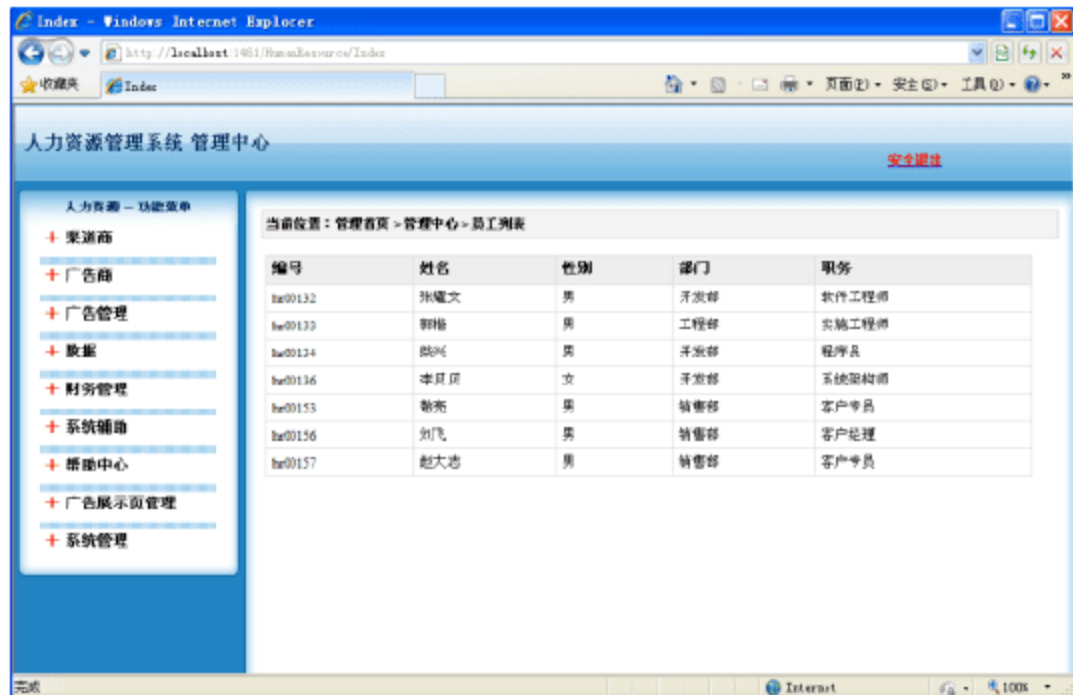 Index - Windows Internet Explorer
http://localhost:1481/HumanResource/Index
收藏夹 Index 页面(P) 安全(S) 工具(O) »
人力资源管理系统 管理中心
安全退出
人力资源 - 功能菜单
+ 渠道商
+ 广告商
+ 广告管理
+ 数据
+ 财务管理
+ 系统辅助
+ 帮助中心
+ 广告展示页管理
+ 系统管理
当前位置：管理首页 > 管理中心 > 员工列表
编号 姓名 性别 部门 职务
hr00132 张耀文 男 开发部 软件工程师
hr00133 郭楷 男 工程部 实施工程师
hr00134 男 开发部 程序员
hr00136 李贝贝 女 开发部 系统架构师
hr00153 敬亮 男 销售部 客户专员
hr00156 刘飞 男 销售部 客户经理
hr00157 赵大志 男 销售部 客户专员
完成 Internet 100%